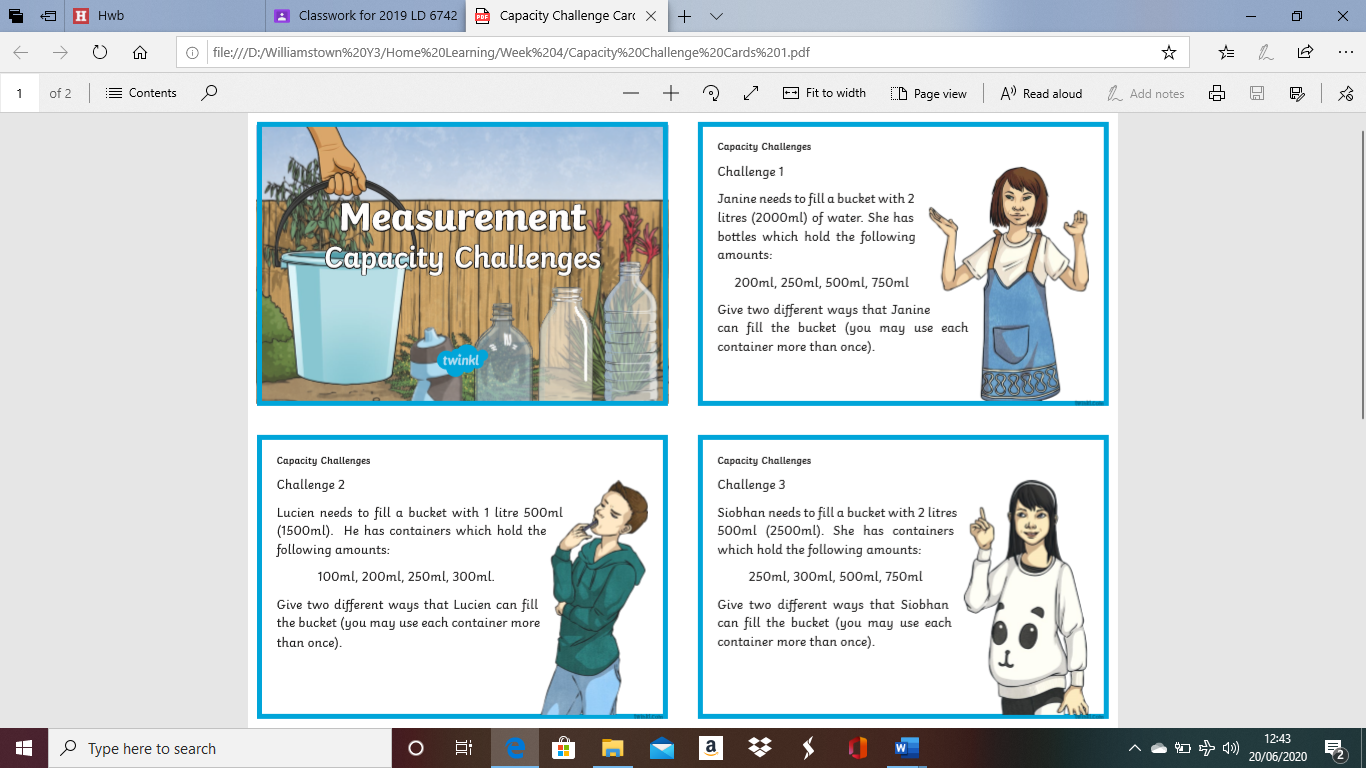 Hwb
Classwork for 2019 LD 6742
Capacity Challenge Card
file:///D:/Williamstown%20Y3/Home%20Learning/Week%204/Capacity%20Challenge%20Cards%201.pdf
1 of 2 Contents Fit to width Page view Read aloud Add notes
Measurement
Capacity Challenges
twinkl
Capacity Challenges
Challenge 1
Janine needs to fill a bucket with 2
litres (2000ml) of water. She has
bottles which hold the following
amounts:
200ml, 250ml, 500ml, 750ml
Give two different ways that Janine
can fill the bucket (you may use each
container more than once).
Capacity Challenges
Challenge 2
Lucien needs to fill a bucket with 1 litre 500ml
(1500ml). He has containers which hold the
following amounts:
100ml, 200ml, 250ml, 300ml.
Give two different ways that Lucien can fill
the bucket (you may use each container more
than once).
Capacity Challenges
Challenge 3
Siobhan needs to fill a bucket with 2 litres
500ml (2500ml). She has containers
which hold the following amounts:
250ml, 300ml, 500ml, 750ml
Give two different ways that Siobhan
can fill the bucket (you may use each
container more than once).
Type here to search
12:43
20/06/2020
2